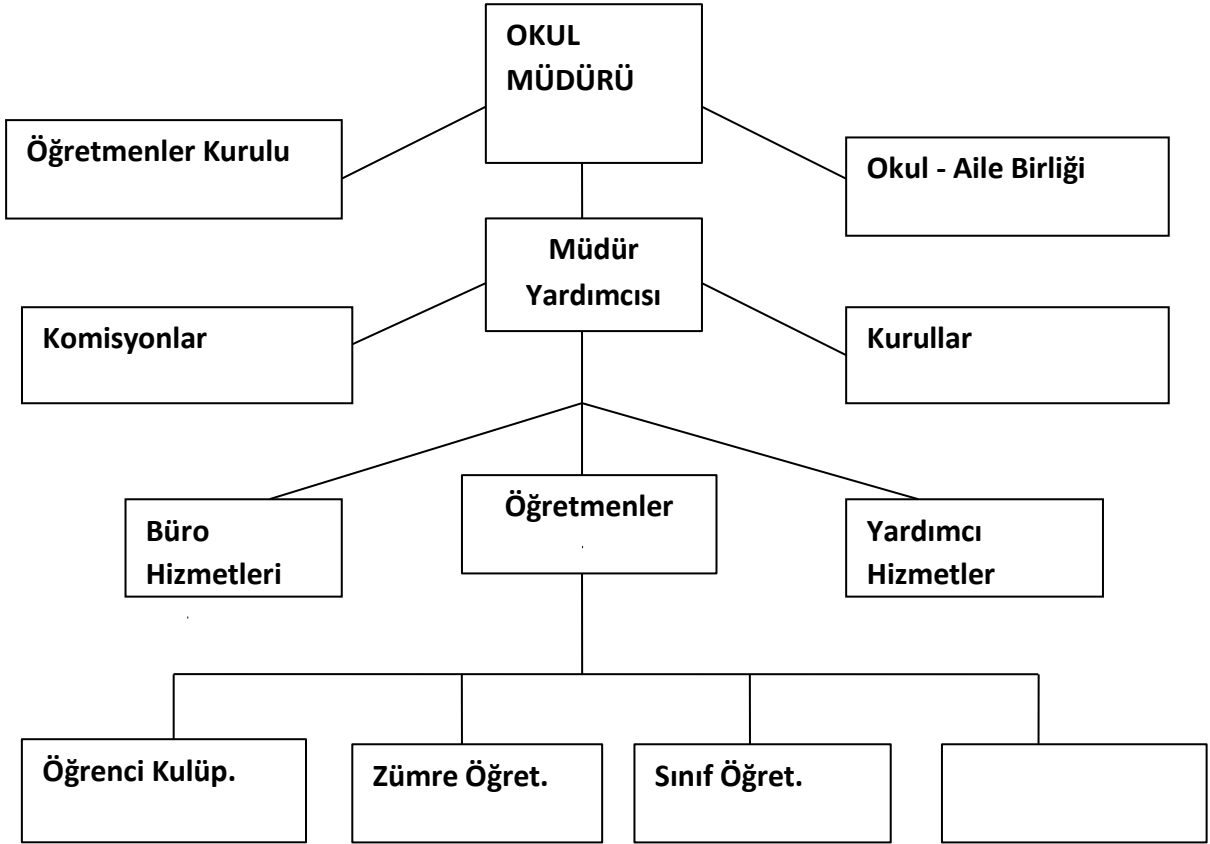 OKUL
MÜDÜRÜ
Öğretmenler Kurulu
Okul - Aile Birliği
Müdür
Yardımcısı
Komisyonlar
Kurullar
Büro
Hizmetleri
Öğretmenler
Yardımcı
Hizmetler
Öğrenci Kulüp.
Zümre Öğret.
Sınıf Öğret.